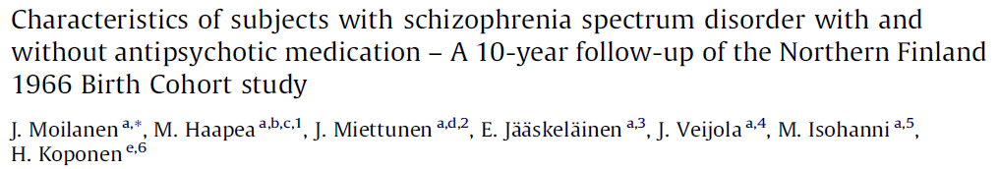 Characteristics of subjects with schizophrenia spectrum disorder with and
without antipsychotic medication – A 10-year follow-up of the Northern Finland
1966 Birth Cohort study
J. Moilanen a,*, M. Haapea a,b,c,1, J. Miettunen a,d,2, E. Jääskeläinen a,3, J. Veijola a,4, M. Isohanni a,5,
H. Koponen e,6